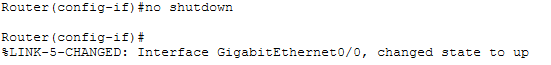 Router(config-if)#no shutdown
Router(config-if)#
%LINK-5-CHANGED: Interface GigabitEthernet0/0, changed state to up